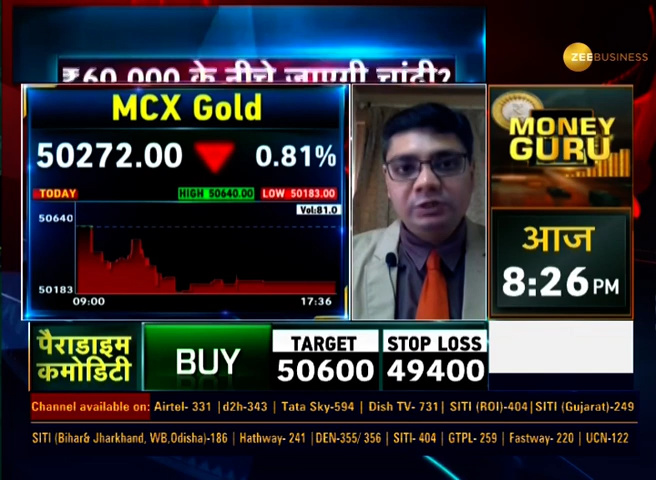 ZEE BUSINESS
₹60,000 के नीचे जाएगी चांदी?
MCX Gold
50272.00 0.81%
TODAY HIGH 50640.00 LOW 50183.00
Vol:81.0
50640
50183
09:00 17:36
MONEY
GURU
आज
8:26 PM
पैराडाइम
कमोडिटी
BUY
TARGET
50600
STOP LOSS
49400
Channel available on: Airtel- 331 |d2h-343 | Tata Sky-594 | Dish TV- 731| SITI (ROI)-404|SITI (Gujarat)-249
SITI (Bihar& Jharkhand, WB,Odisha)-186 | Hathway- 241 |DEN-355/ 356 | SITI- 404 | GTPL- 259 | Fastway- 220 | UCN-122